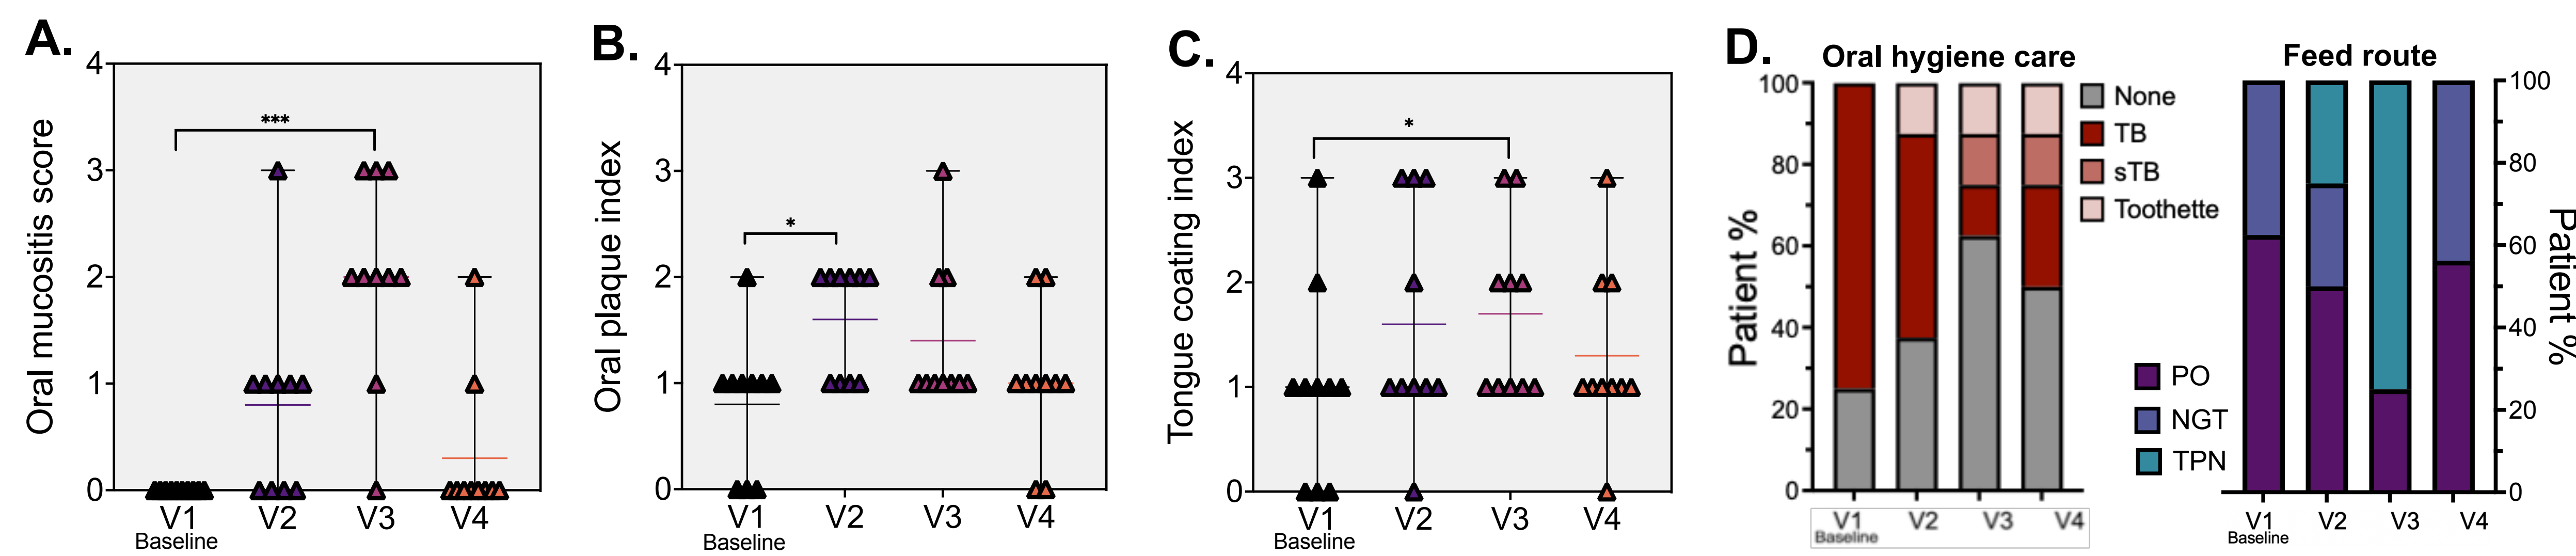 A.
Oral mucositis score
4
3
2
1
0
***
V1 V2 V3 V4
Baseline
B.
Oral plaque index
4
3
2
1
0
*
V1 V2 V3 V4
Baseline
C.
Tongue coating index
4
3
2
1
0
*
V1 V2 V3 V4
Baseline
D.
Oral hygiene care
Patient %
100
80
60
40
20
0
V1 V2 V3 V4
Baseline
None
TB
sTB
Toothette
Feed route
PO
NGT
TPN
100
80
60
40
20
0
Patient %
V1 V2 V3 V4
Baseline